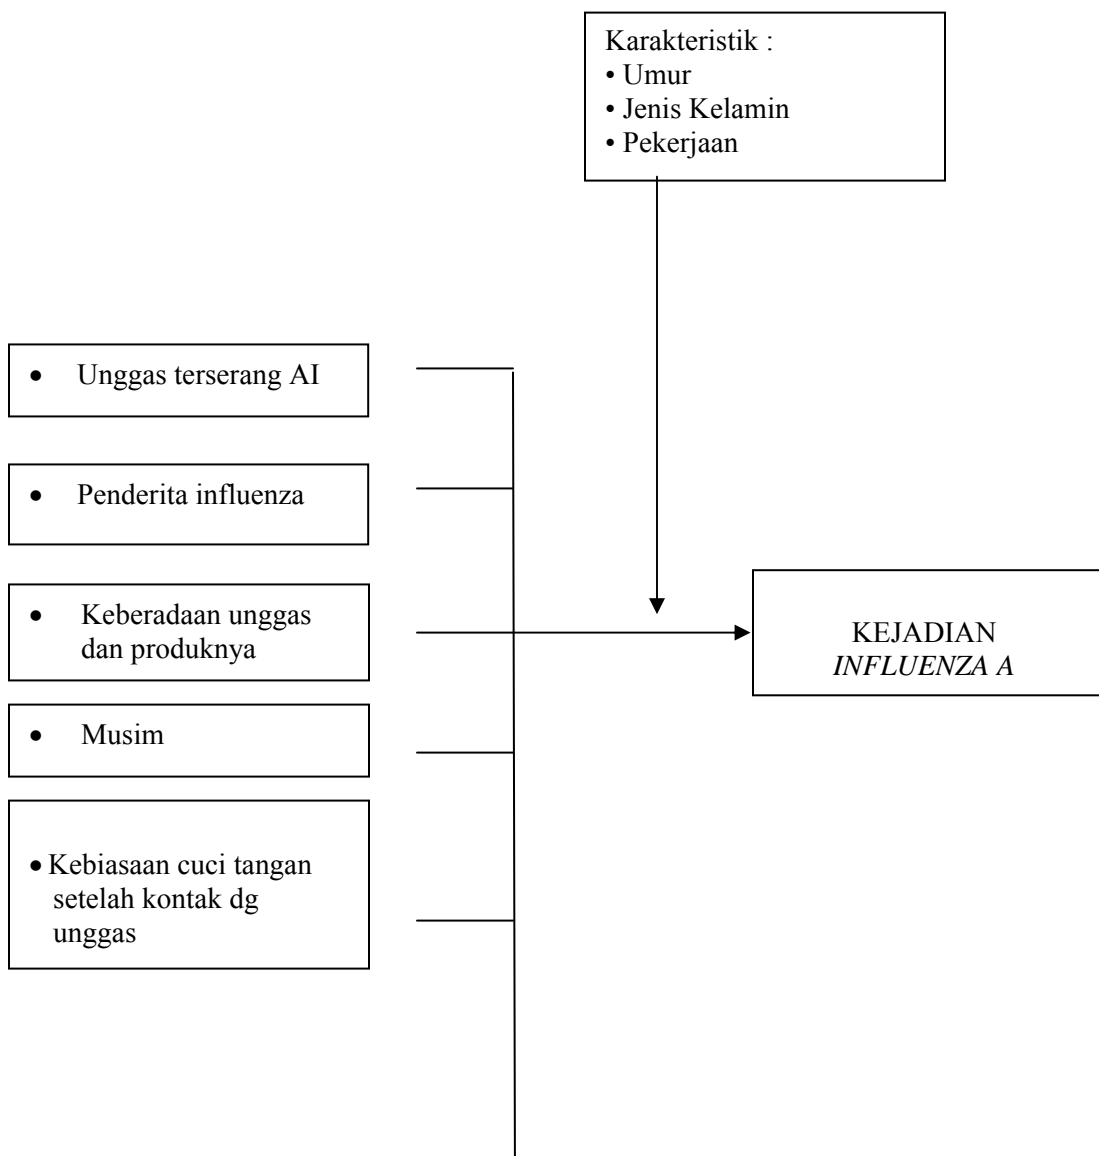 Karakteristik :
• Umur
• Jenis Kelamin
• Pekerjaan
• Unggas terserang AI
• Penderita influenza
• Keberadaan unggas
dan produknya
• Musim
• Kebiasaan cuci tangan
setelah kontak dg
unggas
KEJADIAN
INFLUENZA A